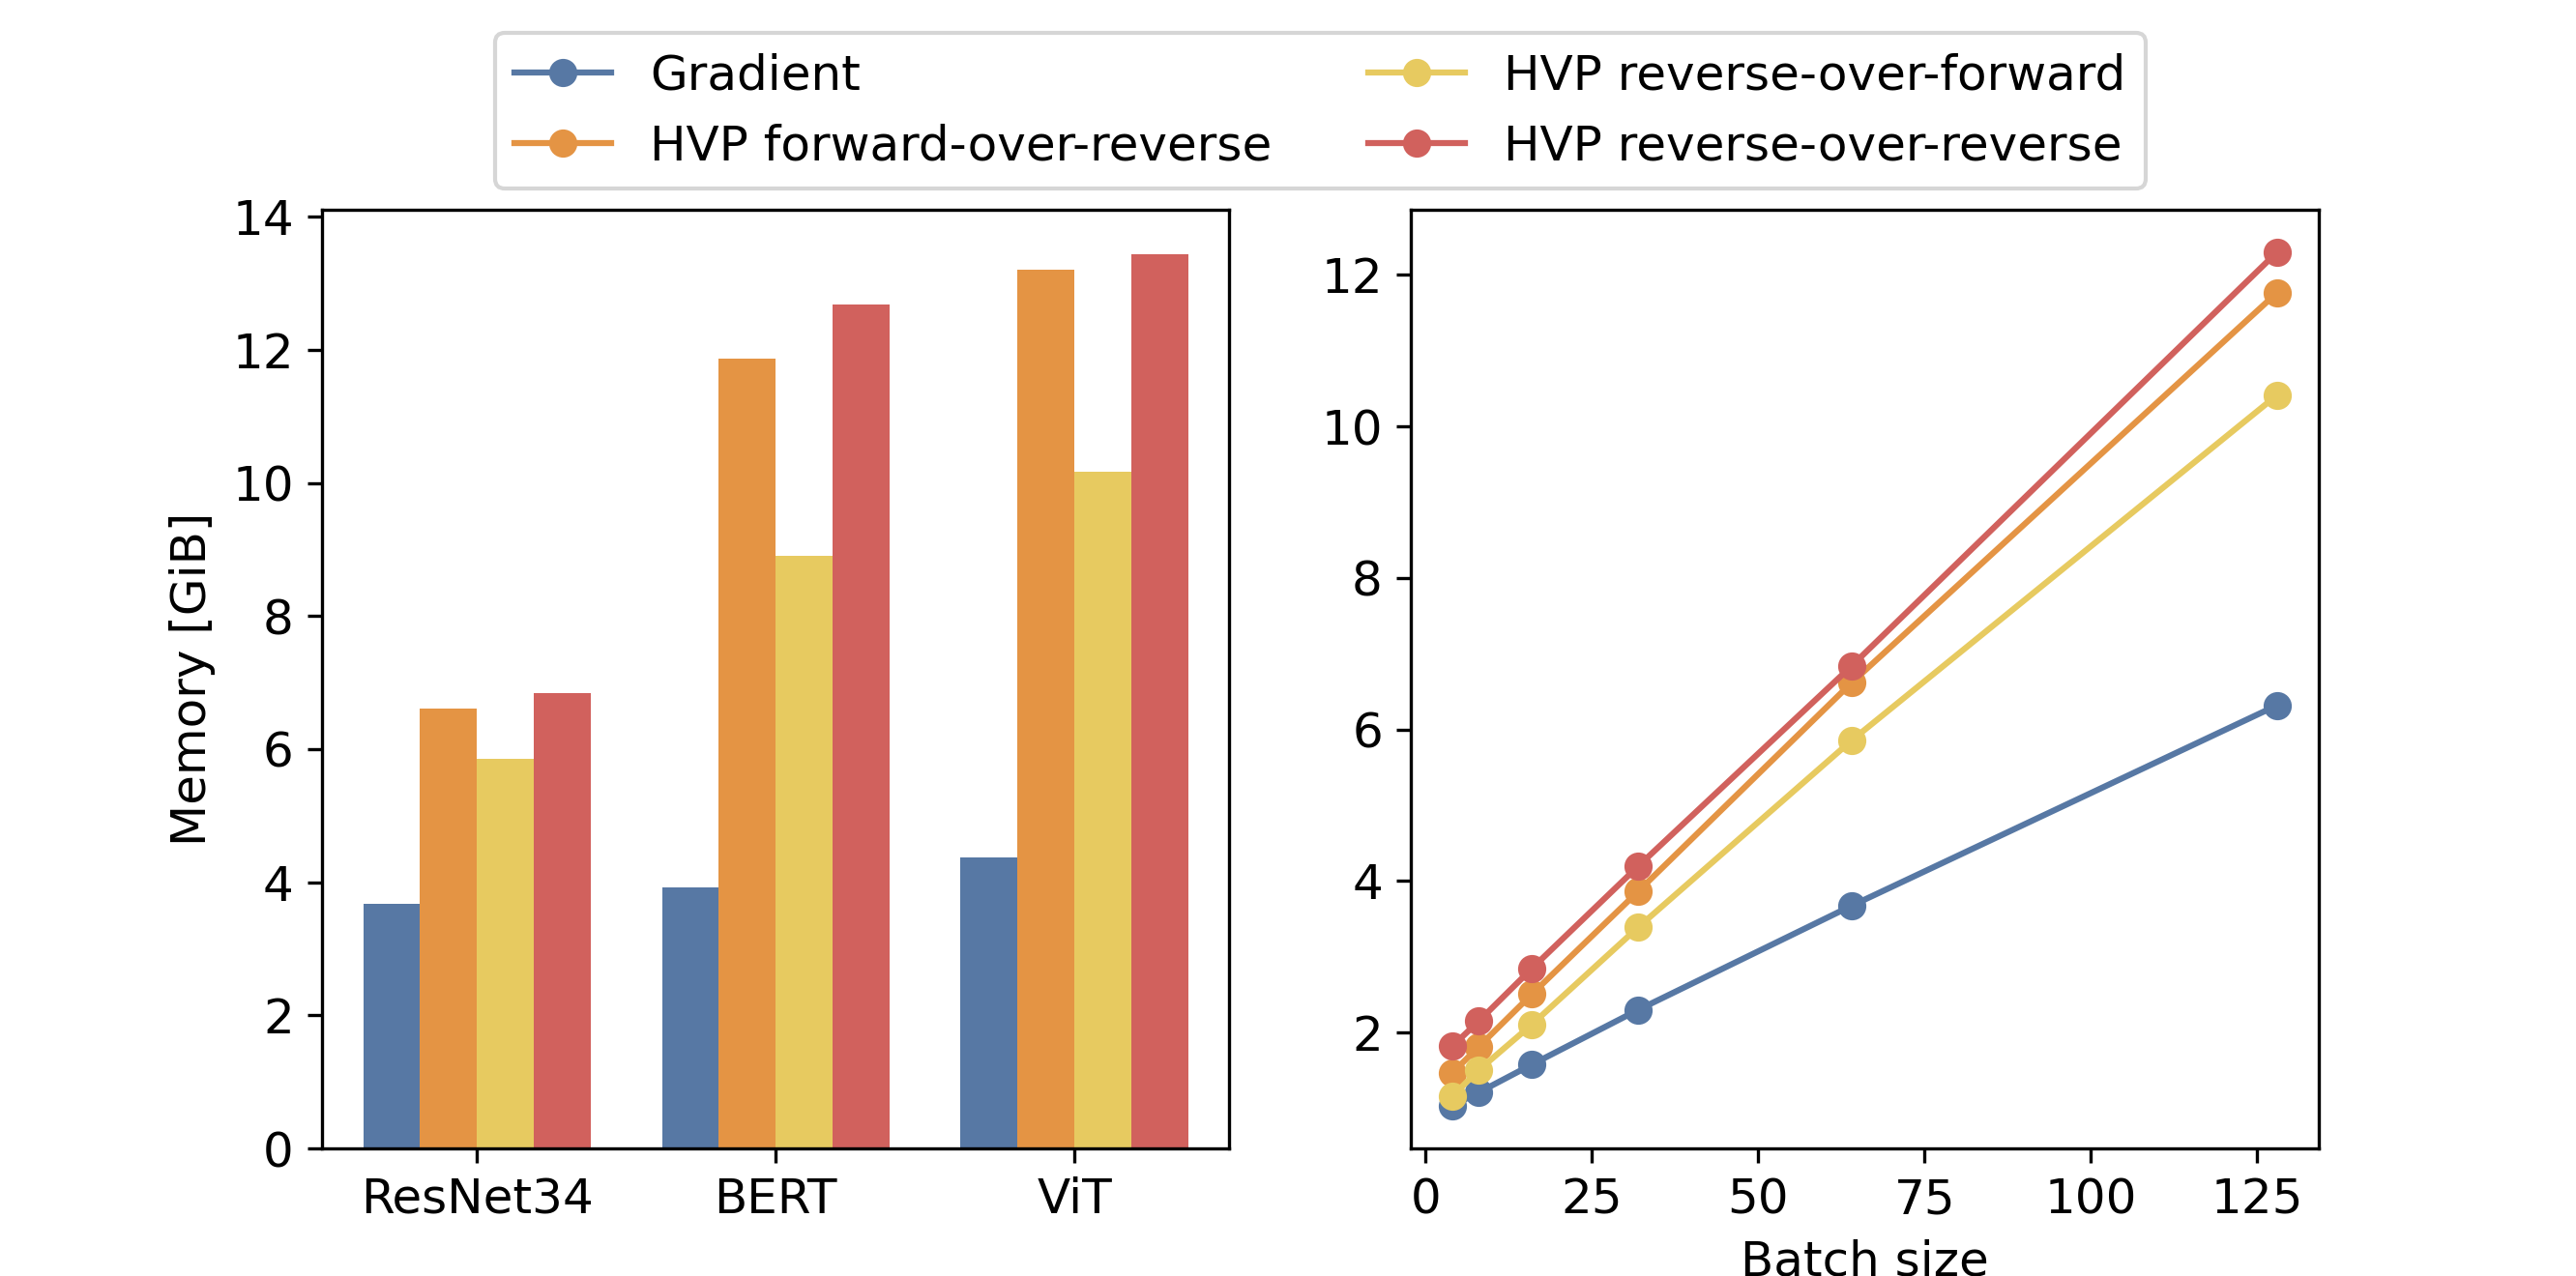 Gradient
HVP forward-over-reverse
HVP reverse-over-forward
HVP reverse-over-reverse
Memory [GiB]
14
12
10
8
6
4
2
0
ResNet34 BERT ViT
12
10
8
6
4
2
0 25 50 75 100 125
Batch size